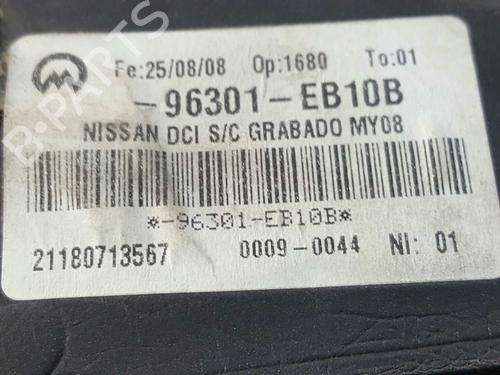 Fe:25/08/08 Op:1680 To:01
-96301-EB10B
NISSAN DCI S/C GRABADO MY08
*-96301-EB10B*
21180713567 0009-0044 NI: 01
B-PARTS